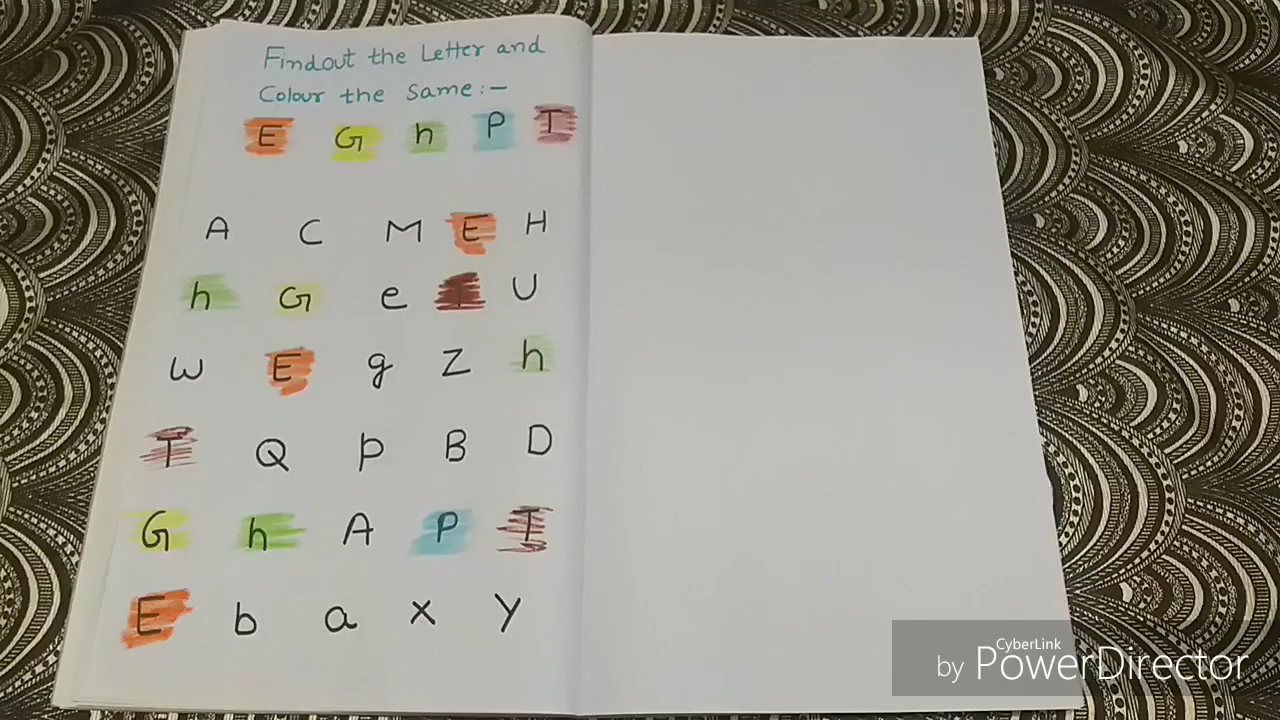 Findout the Letter and
Colour the Same:-
E G h P T
A C M E H
h G e T U
W E g Z h
T Q p B D
G h A P T
E b a x y
CyberLink
by PowerDirector